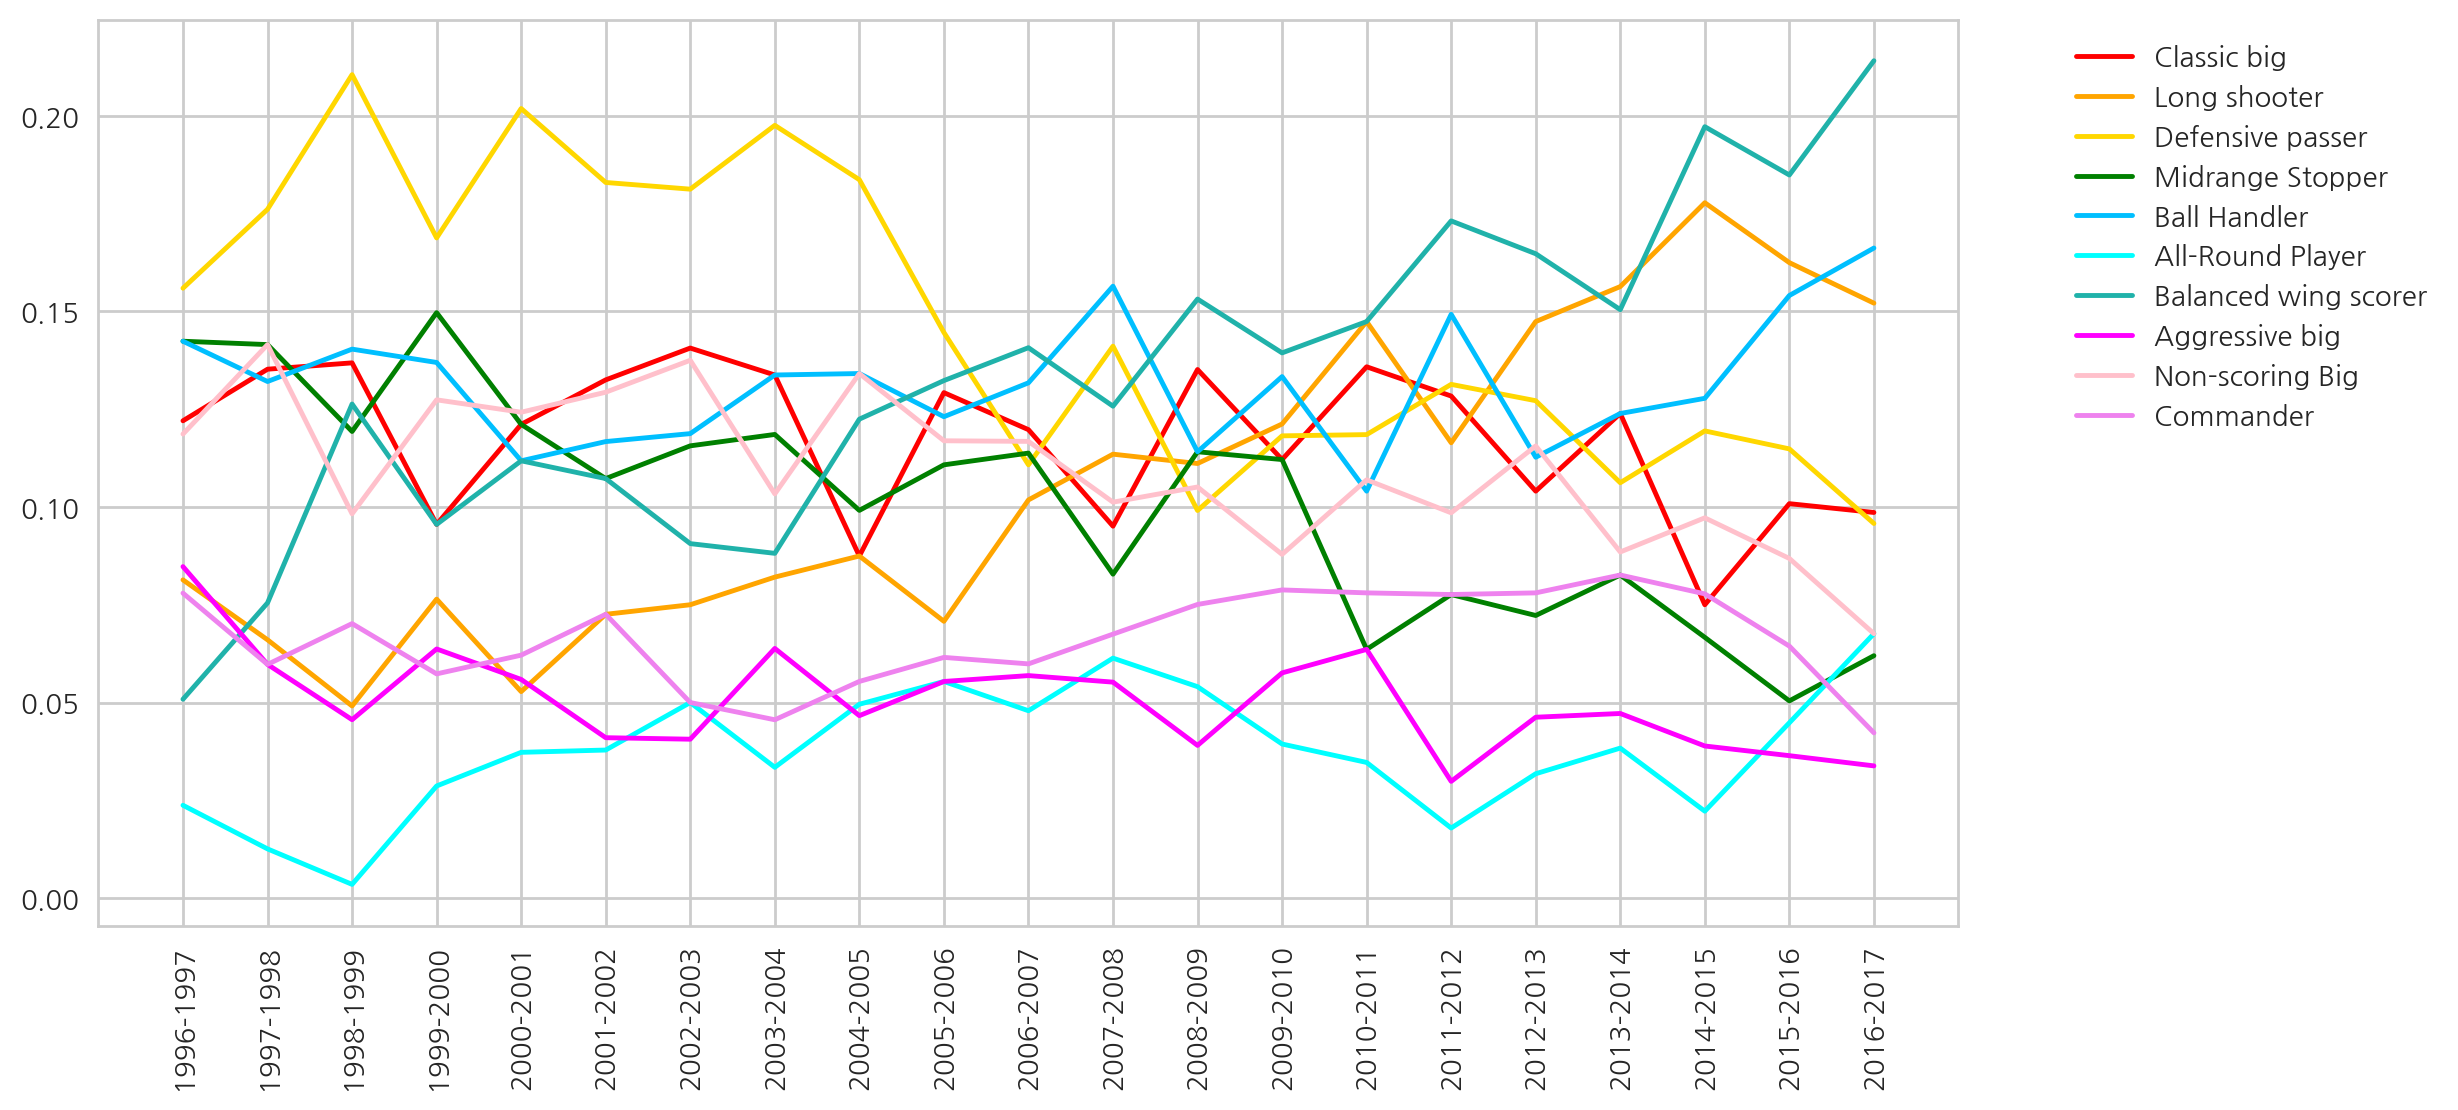 0.20
0.15
0.10
0.05
0.00
1996-1997
1997-1998
1998-1999
1999-2000
2000-2001
2001-2002
2002-2003
2003-2004
2004-2005
2005-2006
2006-2007
2007-2008
2008-2009
2009-2010
2010-2011
2011-2012
2012-2013
2013-2014
2014-2015
2015-2016
2016-2017
Classic big
Long shooter
Defensive passer
Midrange Stopper
Ball Handler
All-Round Player
Balanced wing scorer
Aggressive big
Non-scoring Big
Commander